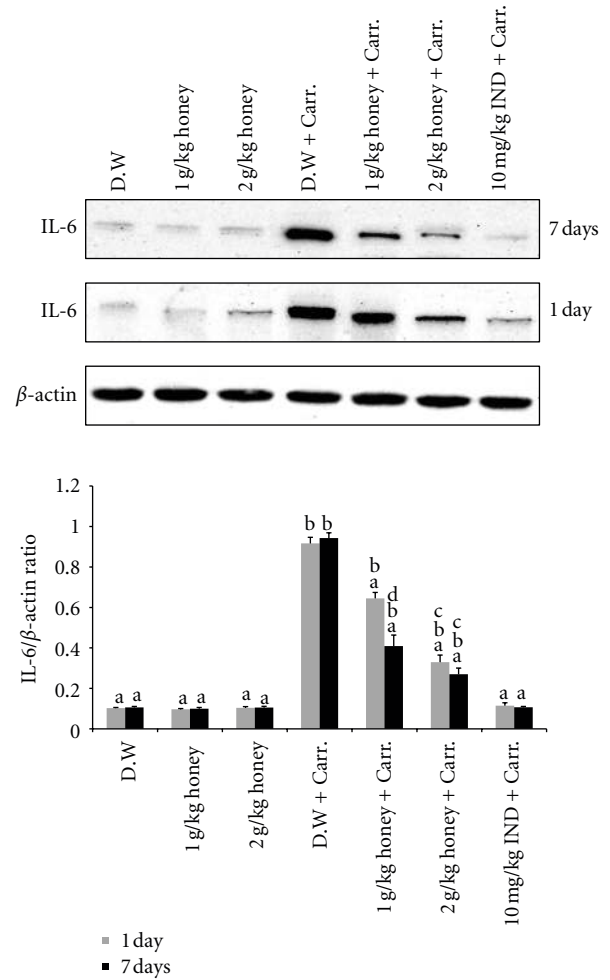 D.W
1 g/kg honey
2 g/kg honey
D.W + Carr.
1 g/kg honey + Carr.
2 g/kg honey + Carr.
10 mg/kg IND + Carr.
IL-6
7 days
IL-6
1 day
β-actin
IL-6/β-actin ratio
1.2
1
0.8
0.6
0.4
0.2
0
a a
a a
a a
b b
b
a
d
b
a
c
b
a
c
b
a
a a
D.W
1 g/kg honey
2 g/kg honey
D.W + Carr.
1 g/kg honey + Carr.
2 g/kg honey + Carr.
10 mg/kg IND + Carr.
1 day
7 days